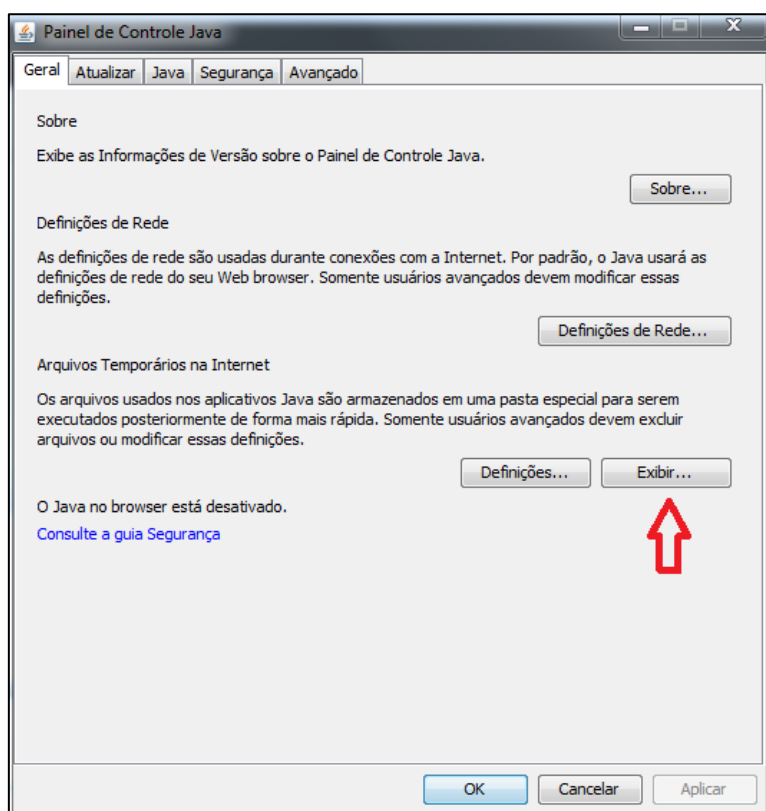 Painel de Controle Java
Geral Atualizar Java Segurança Avançado
Sobre
Exibe as Informações de Versão sobre o Painel de Controle Java.
Sobre...
Definições de Rede
As definições de rede são usadas durante conexões com a Internet. Por padrão, o Java usará as
definições de rede do seu Web browser. Somente usuários avançados devem modificar essas
definições.
Definições de Rede...
Arquivos Temporários na Internet
Os arquivos usados nos aplicativos Java são armazenados em uma pasta especial para serem
executados posteriormente de forma mais rápida. Somente usuários avançados devem excluir
arquivos ou modificar essas definições.
Definições... Exibir...
O Java no browser está desativado.
Consulte a guia Segurança
OK Cancelar Aplicar